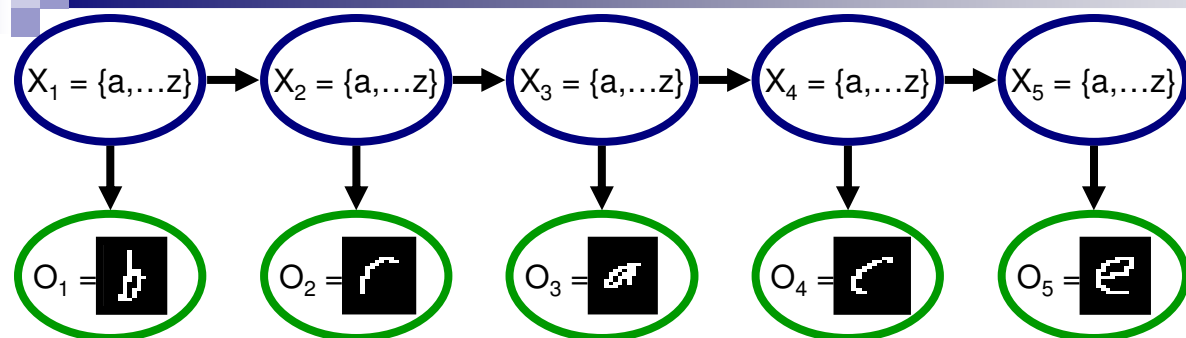 X₁ = {a,…z} X₂ = {a,…z} X₃ = {a,…z} X₄ = {a,…z} X₅ = {a,…z}
O₁ = b O₂ = r O₃ = a O₄ = c O₅ = e